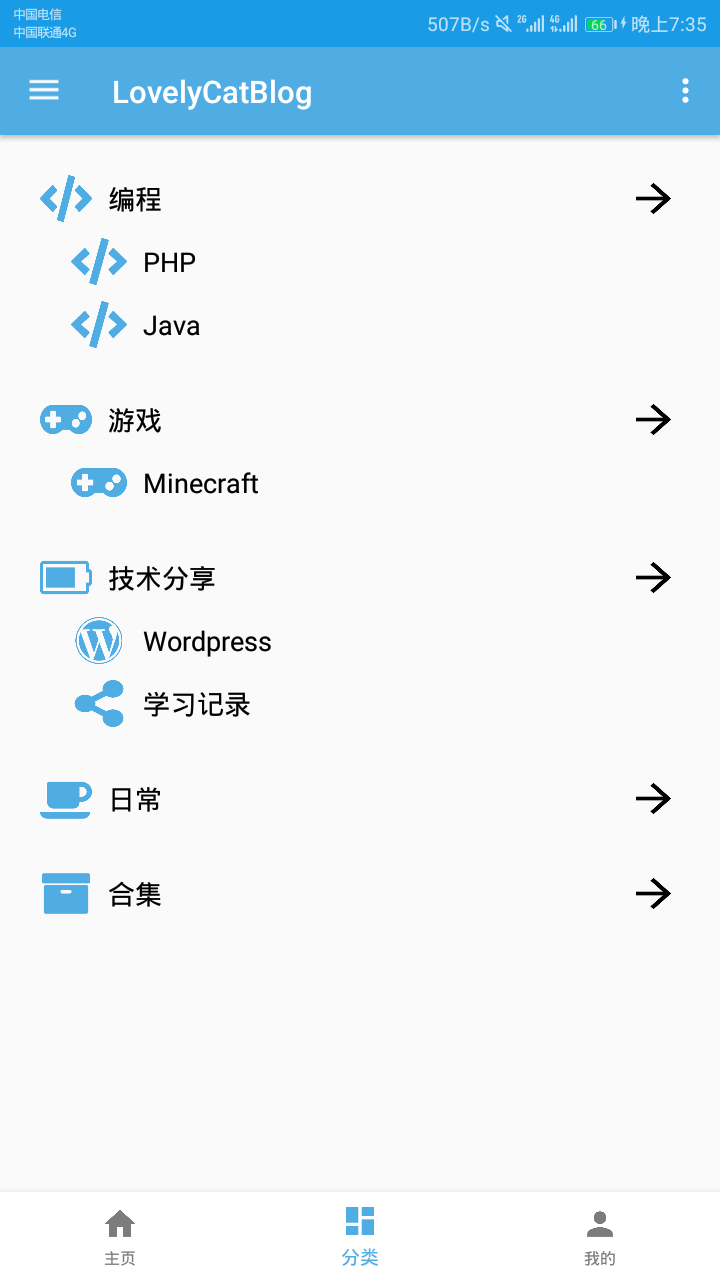 中国电信
中国联通4G
507B/s 2G 4G 66 晚上7:35
LovelyCatBlog
编程
PHP
Java
游戏
Minecraft
技术分享
Wordpress
学习记录
日常
合集
主页
分类
我的